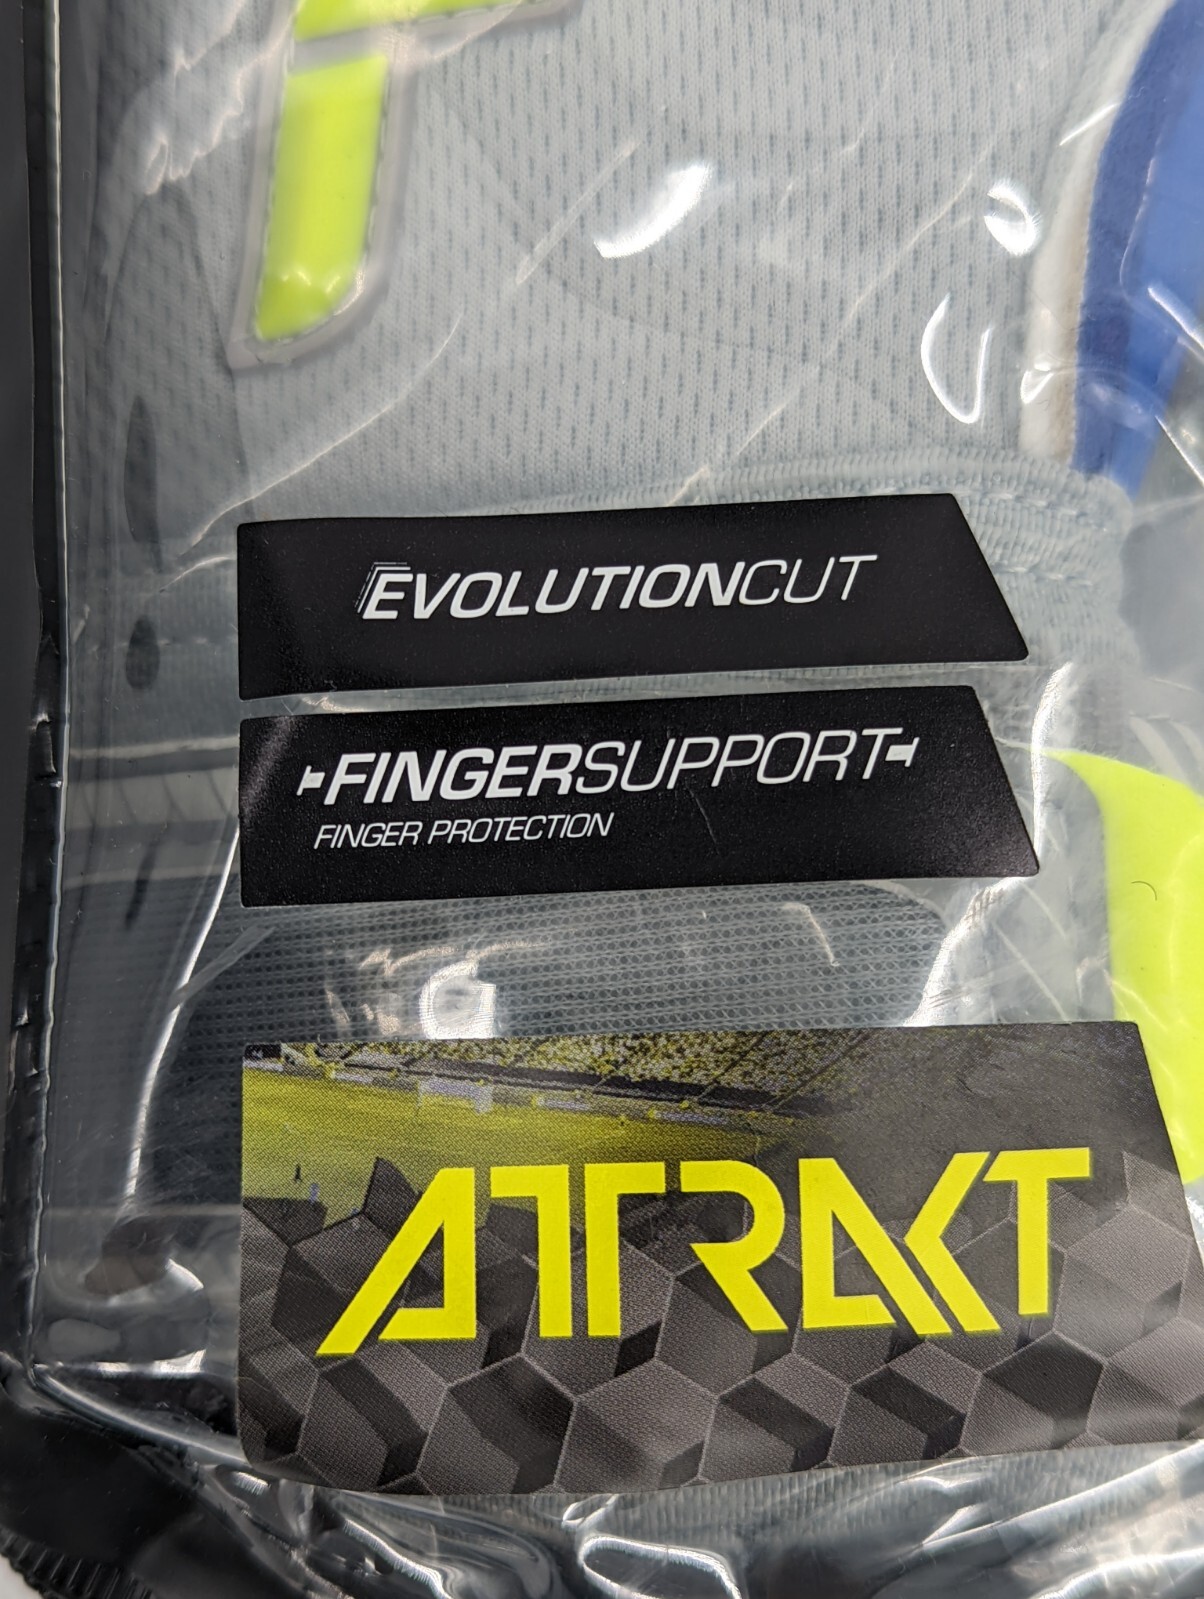 EVOLUTIONCUT
FINGERSUPPORT
FINGER PROTECTION
ATTRAKT